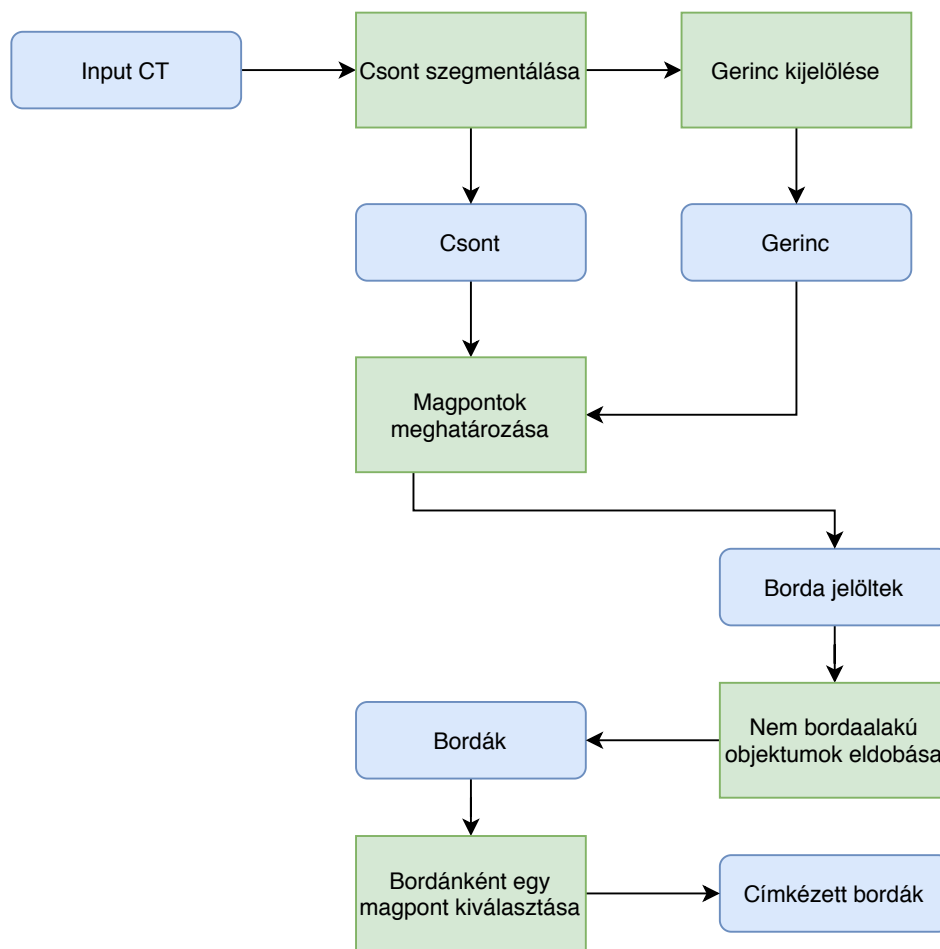 Input CT
Csont szegmentálása
Gerinc kijelölése
Csont
Gerinc
Magpontok
meghatározása
Borda jelöltek
Nem bordaalakú
objektumok eldobása
Bordák
Bordánként egy
magpont kiválasztása
Címkézett bordák